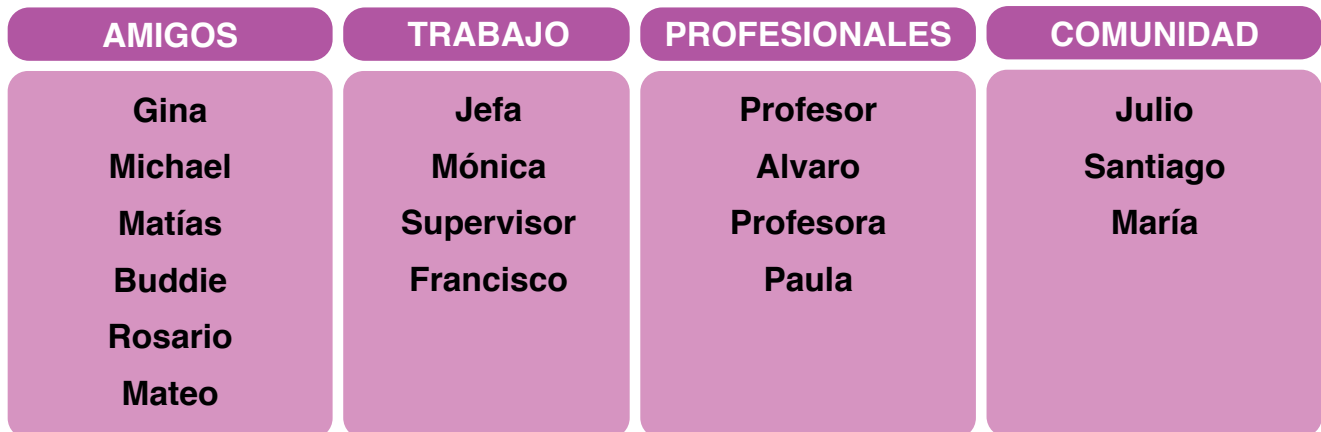 AMIGOS
Gina
Michael
Matías
Buddie
Rosario
Mateo
TRABAJO
Jefa
Mónica
Supervisor
Francisco
PROFESIONALES
Profesor
Alvaro
Profesora
Paula
COMUNIDAD
Julio
Santiago
María